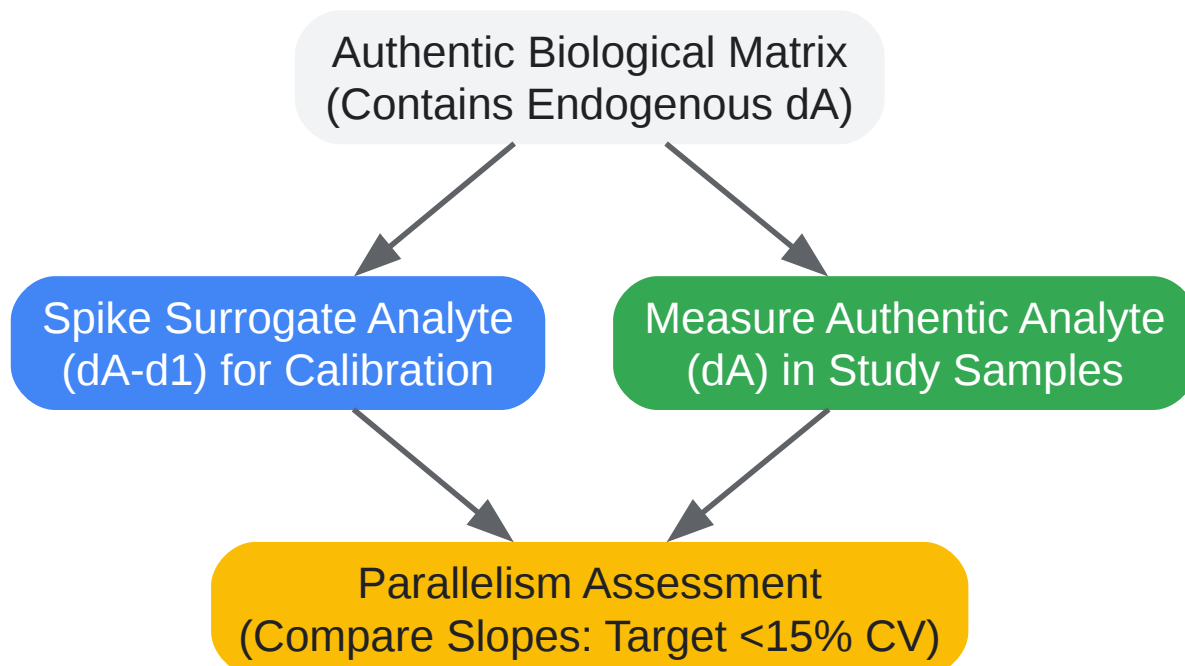 Authentic Biological Matrix
(Contains Endogenous dA)
Spike Surrogate Analyte
(dA-d1) for Calibration
Measure Authentic Analyte
(dA) in Study Samples
Parallelism Assessment
(Compare Slopes: Target <15% CV)